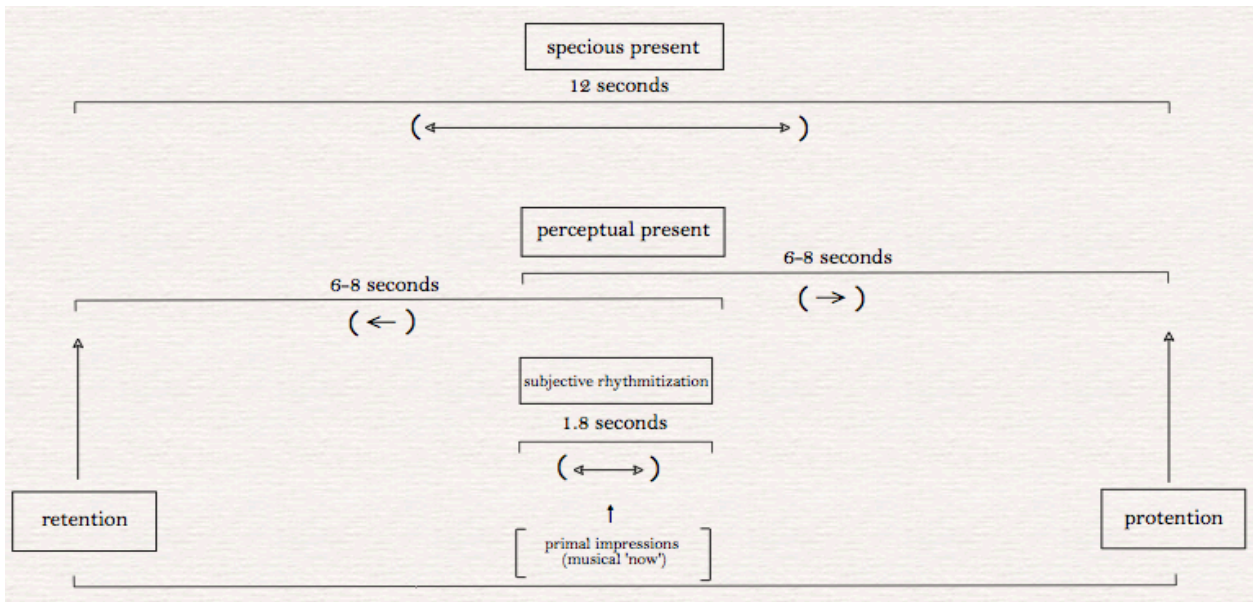 specious present
12 seconds
perceptual present
6-8 seconds
6-8 seconds
subjective rhythmitization
1.8 seconds
retention
protention
primal impressions
(musical 'now')